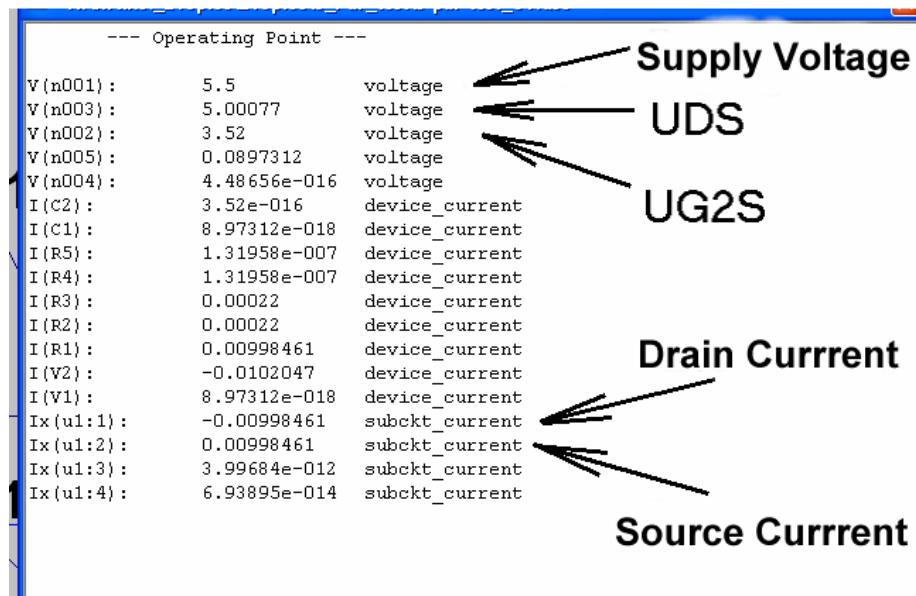 --- Operating Point ---
Supply Voltage
V(n001): 5.5 voltage
V(n003): 5.00077 voltage
UDS
V(n002): 3.52 voltage
V(n005): 0.0897312 voltage
V(n004): 4.48656e-016 voltage
UG2S
I(C2): 3.52e-016 device_current
I(C1): 8.97312e-018 device_current
I(R5): 1.31958e-007 device_current
I(R4): 1.31958e-007 device_current
I(R3): 0.00022 device_current
I(R2): 0.00022 device_current
I(R1): 0.00998461 device_current
Drain Currrent
I(V2): -0.0102047 device_current
I(V1): 8.97312e-018 device_current
Ix(u1:1): -0.00998461 subckt_current
Ix(u1:2): 0.00998461 subckt_current
Ix(u1:3): 3.99684e-012 subckt_current
Ix(u1:4): 6.93895e-014 subckt_current
Source Currrent